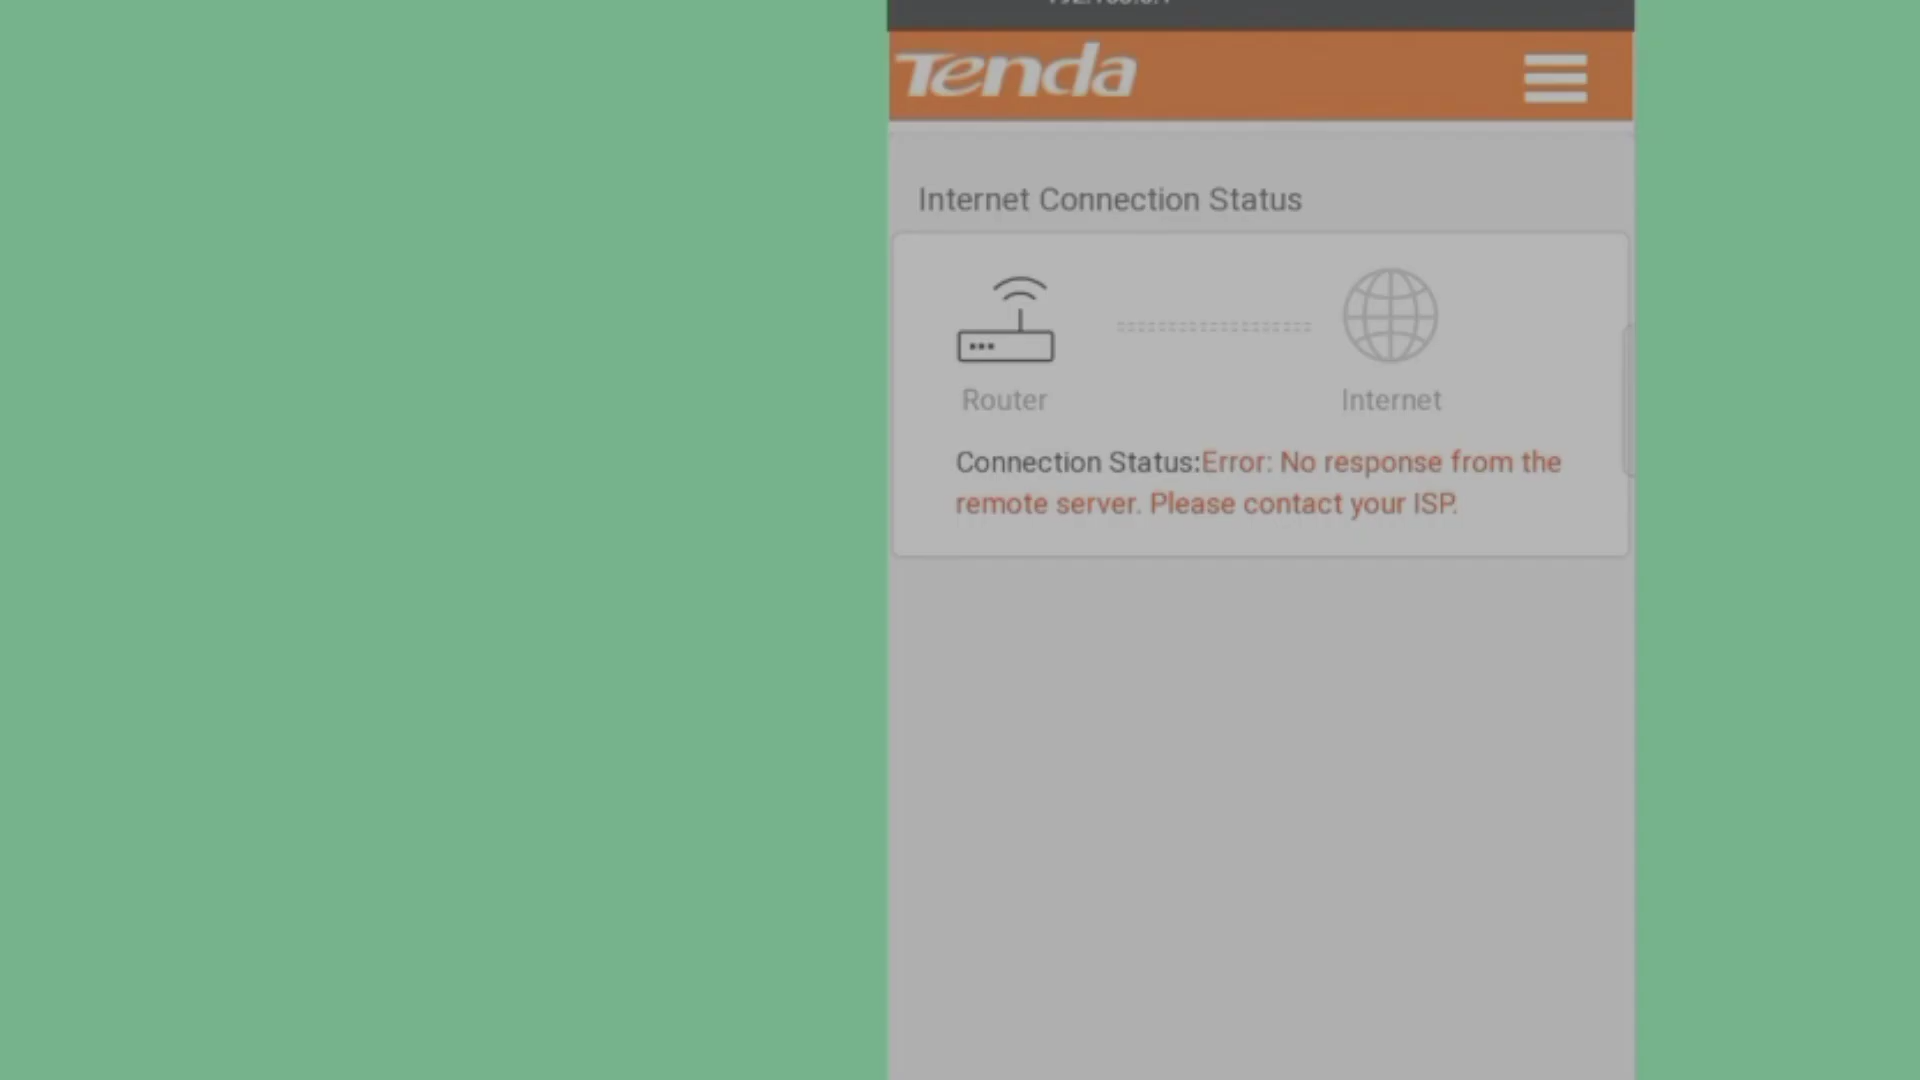 Tenda
Internet Connection Status
Router
Internet
Connection Status:Error: No response from the
remote server. Please contact your ISP.